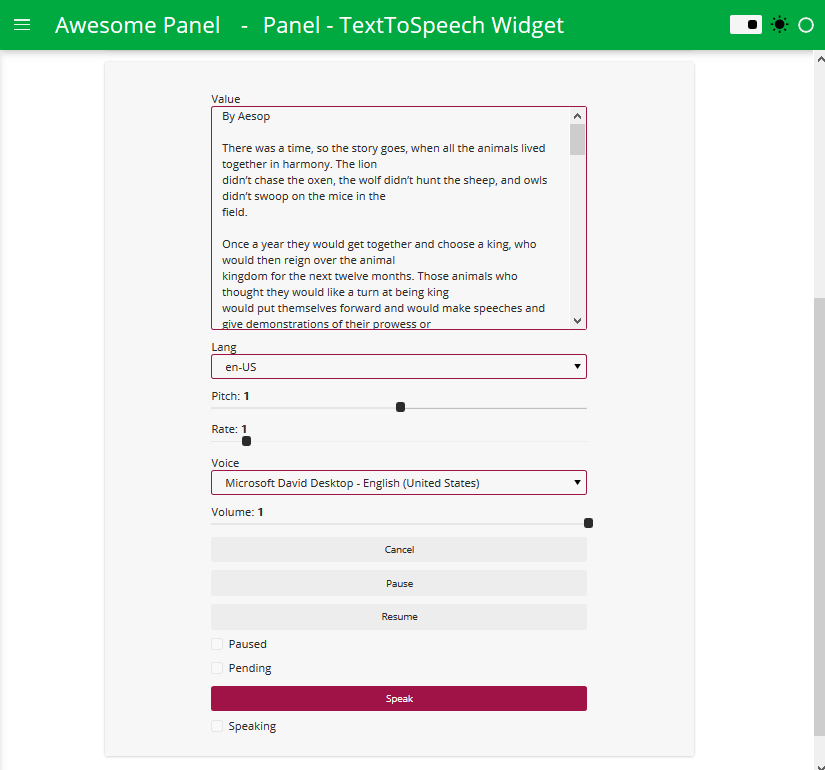 Awesome Panel - Panel - TextToSpeech Widget
Value
By Aesop
There was a time, so the story goes, when all the animals lived
together in harmony. The lion
didn’t chase the oxen, the wolf didn’t hunt the sheep, and owls
didn’t swoop on the mice in the
field.
Once a year they would get together and choose a king, who
would then reign over the animal
kingdom for the next twelve months. Those animals who
thought they would like a turn at being king
would put themselves forward and would make speeches and
give demonstrations of their prowess or
Lang
en-US
Pitch: 1
Rate: 1
Voice
Microsoft David Desktop - English (United States)
Volume: 1
Cancel
Pause
Resume
Paused
Pending
Speak
Speaking